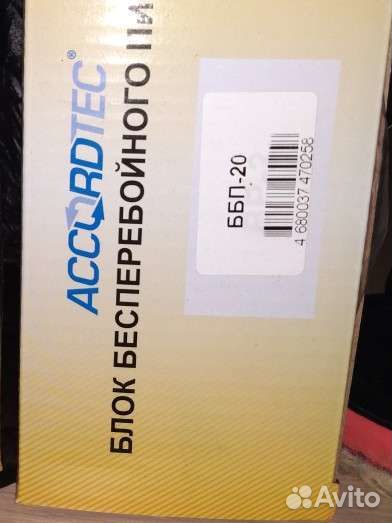 ACCORDTEC®
БЛОК БЕСПЕРЕБОЙНОГО
ББП-20
4 680037 470258
Avito